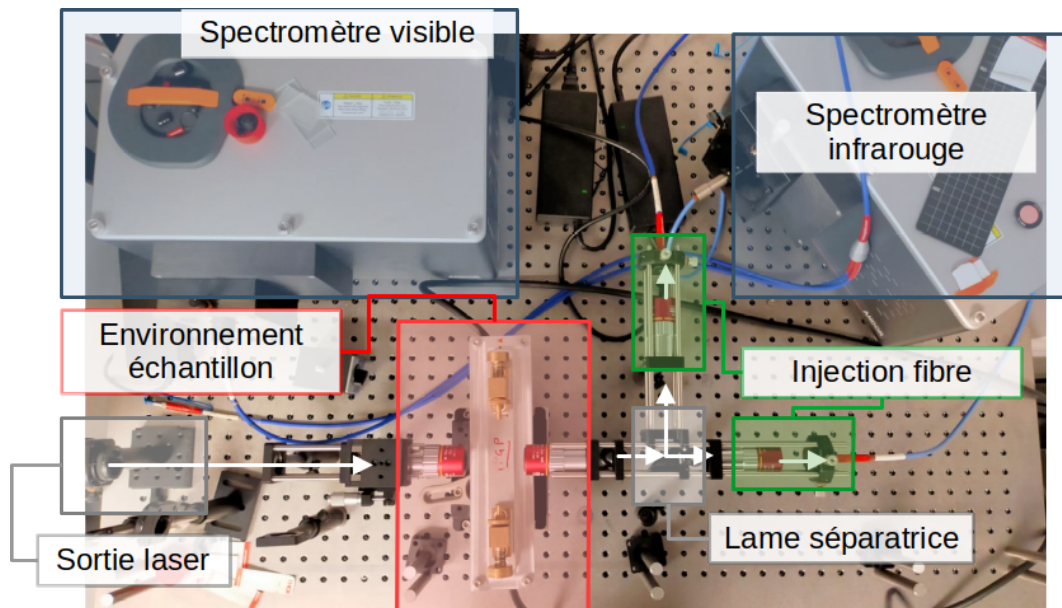 Spectromètre visible
Spectromètre
infrarouge
Environnement
échantillon
Injection fibre
Sortie laser
Lame séparatrice